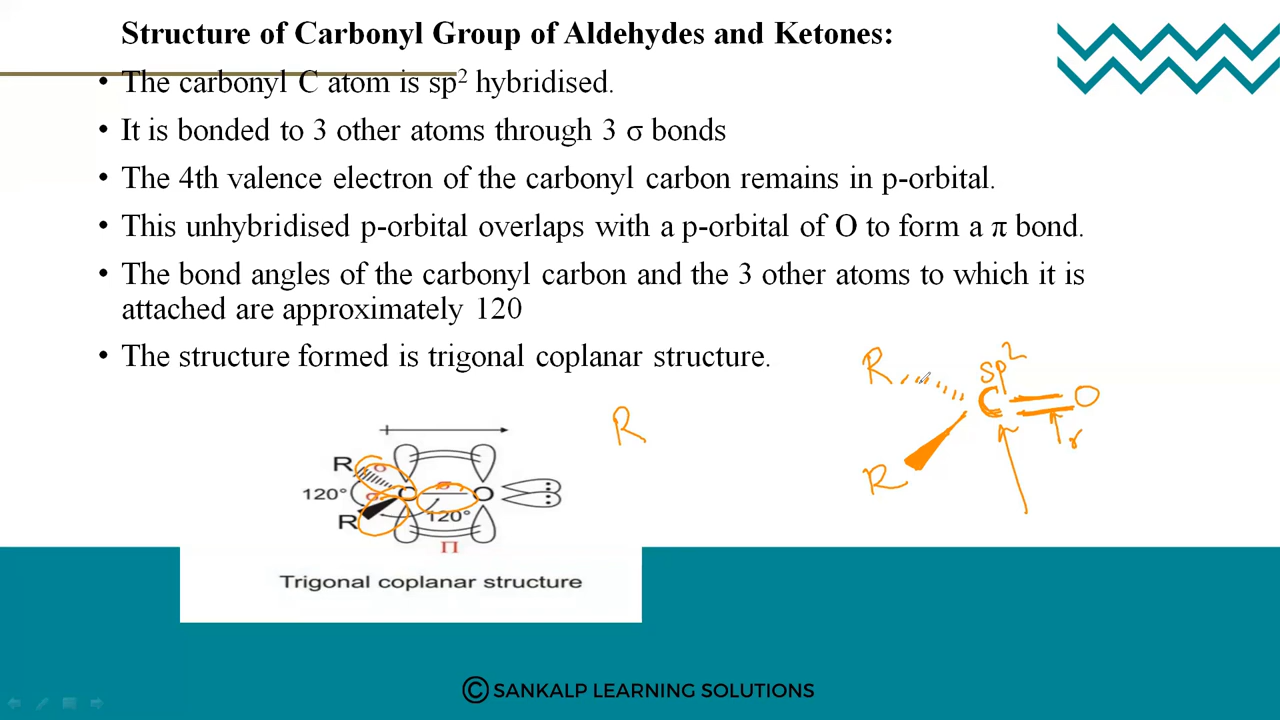 Structure of Carbonyl Group of Aldehydes and Ketones:
• The carbonyl C atom is sp² hybridised.
• It is bonded to 3 other atoms through 3 σ bonds
• The 4th valence electron of the carbonyl carbon remains in p-orbital.
• This unhybridised p-orbital overlaps with a p-orbital of O to form a π bond.
• The bond angles of the carbonyl carbon and the 3 other atoms to which it is
attached are approximately 120
• The structure formed is trigonal coplanar structure.
R
sp²
C
O
R
R
R
σ
120°
σ
C
σ
O
R
120°
Π
Trigonal coplanar structure
© SANKALP LEARNING SOLUTIONS